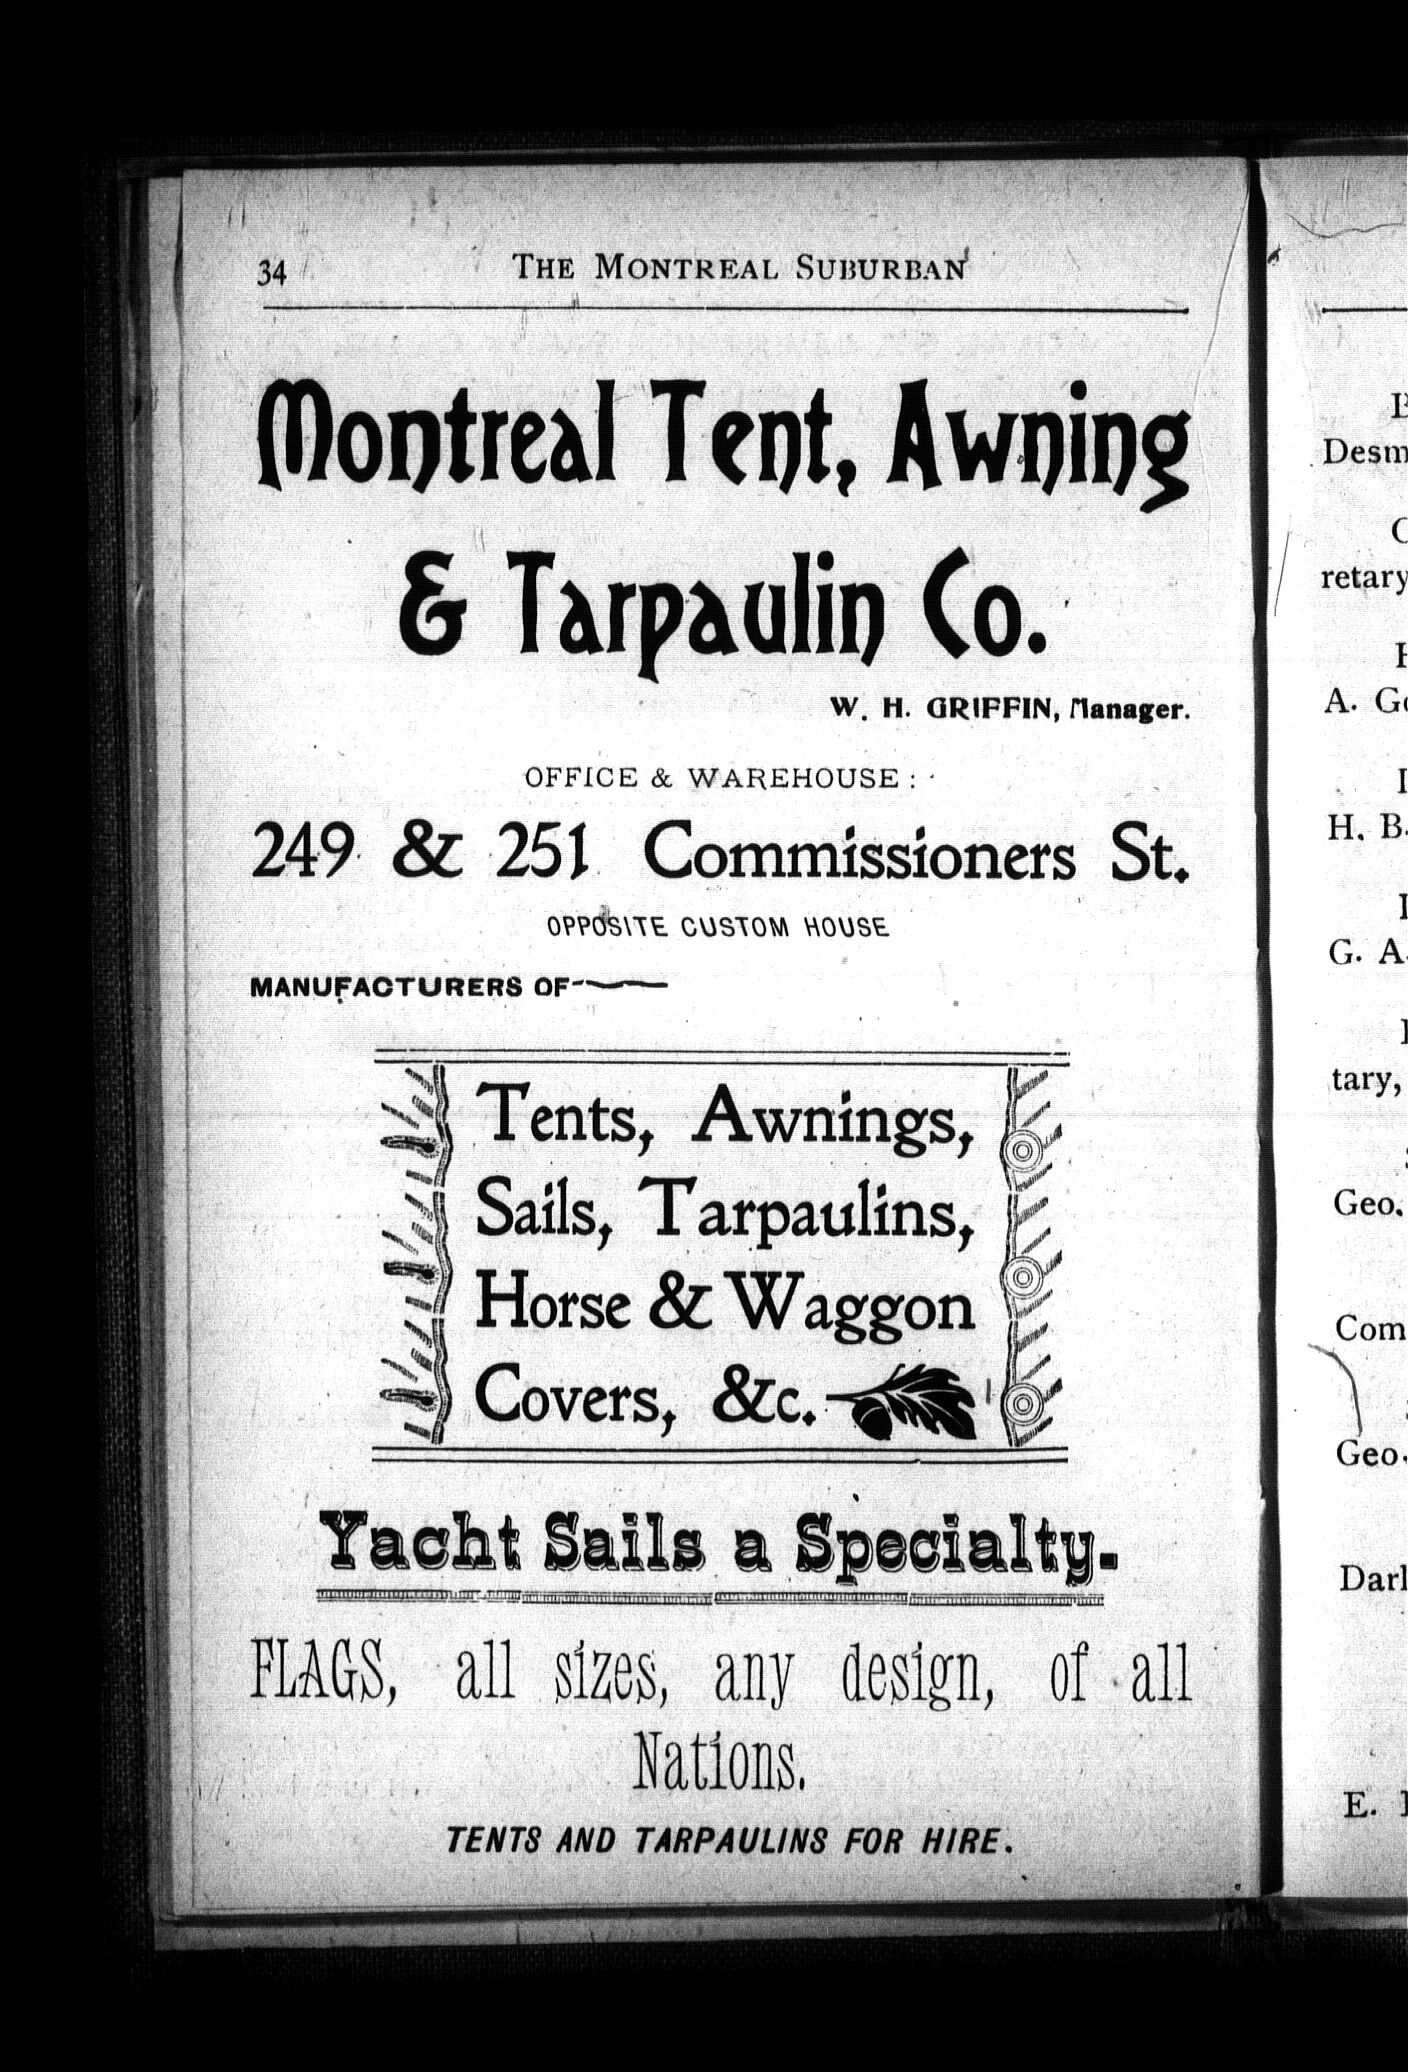 34 THE MONTREAL SUBURBAN
Montreal Tent, Awning
& Tarpaulin Co.
W. H. GRIFFIN, Manager.
OFFICE & WAREHOUSE :
249 & 251 Commissioners St.
OPPOSITE CUSTOM HOUSE
MANUFACTURERS OF
Tents, Awnings,
Sails, Tarpaulins,
Horse & Waggon
Covers, &c.
Yacht Sails a Specialty.
FLAGS, all sizes, any design, of all
Nations.
TENTS AND TARPAULINS FOR HIRE.
retary
A.
H. B.
G. A.
tary,
Geo.
Com
Geo.
E.